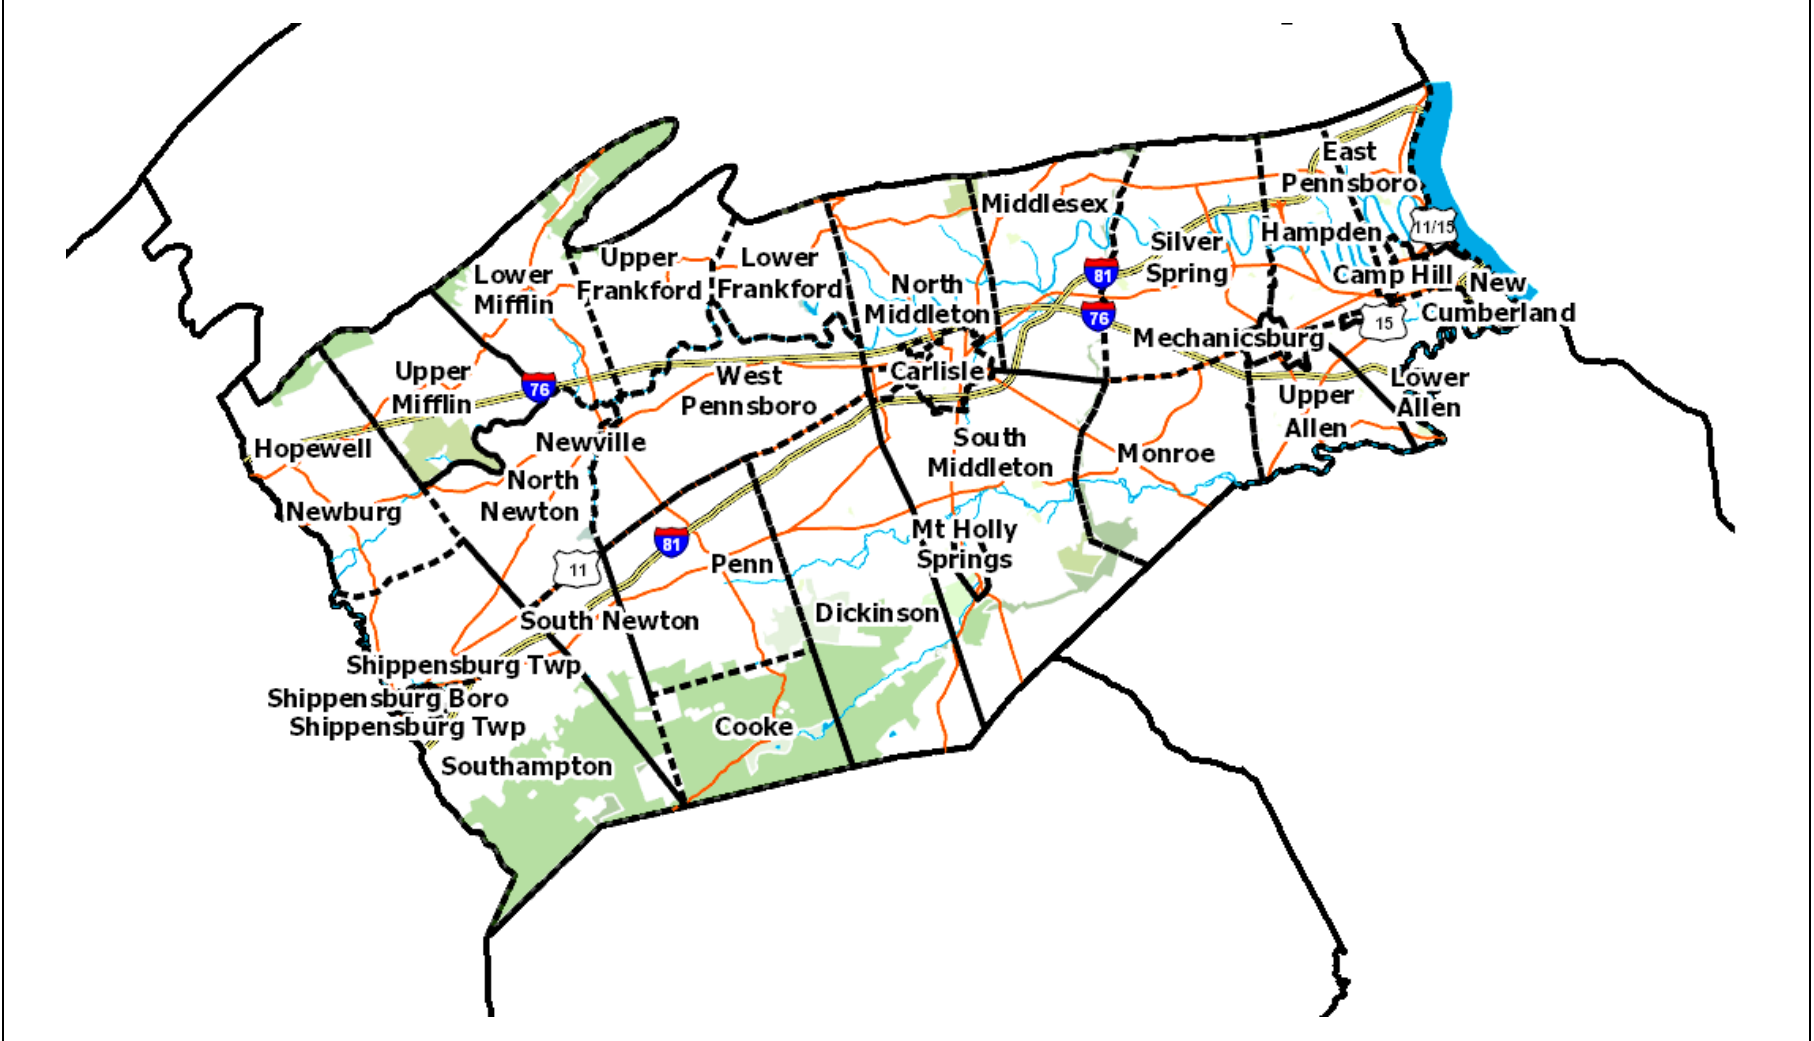 East
Pennsboro
Middlesex
11/15
Hampden
Silver
Spring
Upper
Frankford
Lower
Frankford
Lower
Mifflin
81
Camp Hill
New
Cumberland
North
Middleton
76
15
Mechanicsburg
Upper
Mifflin
76
West
Pennsboro
Carlisle
Lower
Allen
Upper
Allen
Hopewell
Newville
South
Middleton
Monroe
North
Newton
Newburg
Mt Holly
Springs
81
11
Penn
Dickinson
South Newton
Shippensburg Twp
Shippensburg Boro
Shippensburg Twp
Cooke
Southampton